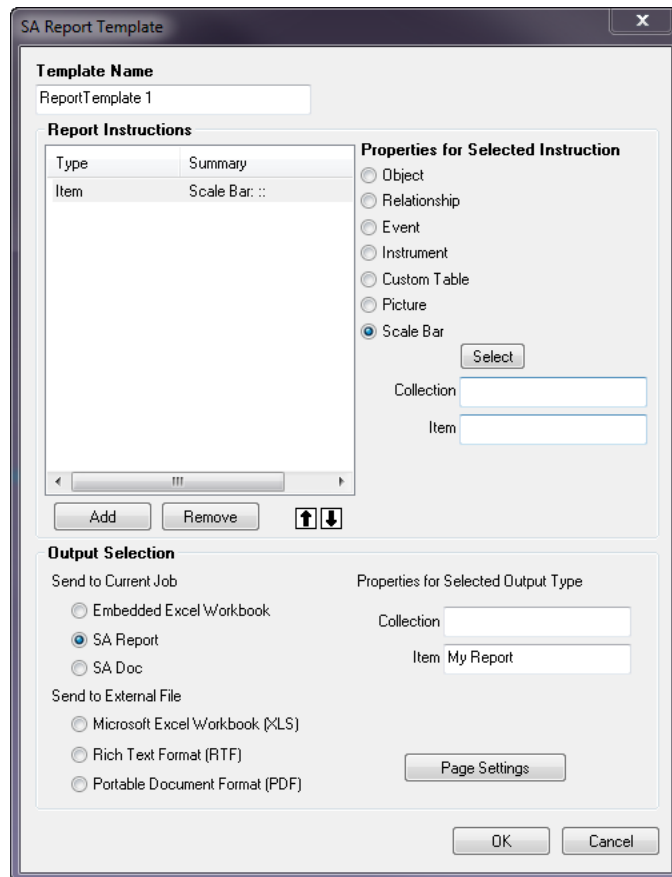 SA Report Template
X
Template Name
ReportTemplate 1
Report Instructions
Type Summary
Item Scale Bar: ::
Add Remove
Properties for Selected Instruction
Object
Relationship
Event
Instrument
Custom Table
Picture
Scale Bar
Select
Collection
Item
Output Selection
Send to Current Job
Embedded Excel Workbook
SA Report
SA Doc
Send to External File
Microsoft Excel Workbook (XLS)
Rich Text Format (RTF)
Portable Document Format (PDF)
Properties for Selected Output Type
Collection
Item My Report
Page Settings
OK Cancel